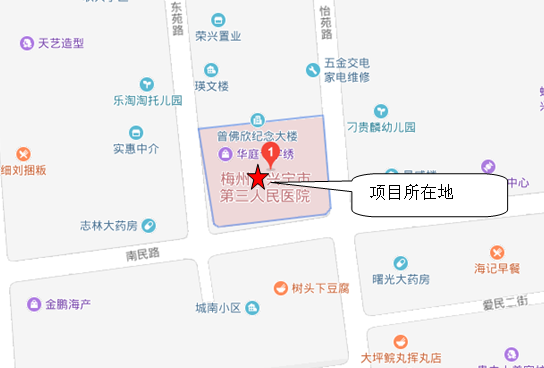 东苑路
怡苑路
荣兴置业
天艺造型
五金交电
家电维修
瑛文楼
乐淘淘托儿园
刁贵麟幼儿园
曾佛欣纪念大楼
实惠中介
华庭
字绣
1
细刘捆粄
中心
梅州
兴宁市
第三人民医院
项目所在地
志林大药房
南民路
海记早餐
曙光大药房
树头下豆腐
金鹏海产
城南小区
爱民二街
大坪鯇丸挥丸店